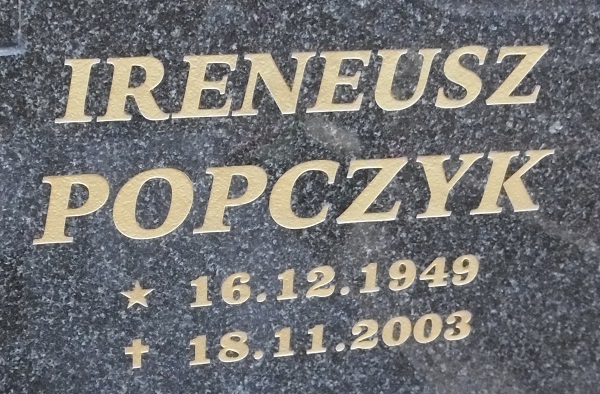 IRENEUSZ
POPCZYK
★ 16.12.1949
✝ 18.11.2003